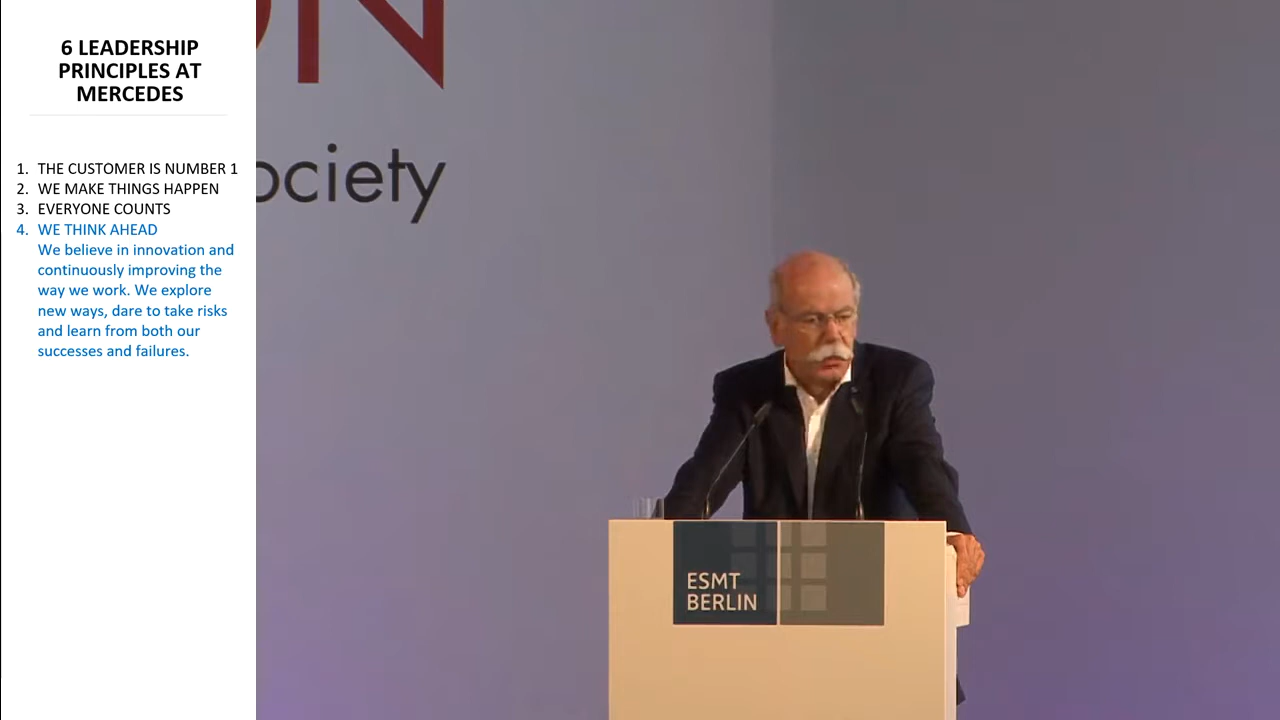 6 LEADERSHIP
PRINCIPLES AT
MERCEDES
1. THE CUSTOMER IS NUMBER 1
2. WE MAKE THINGS HAPPEN
3. EVERYONE COUNTS
4. WE THINK AHEAD
We believe in innovation and
continuously improving the
way we work. We explore
new ways, dare to take risks
and learn from both our
successes and failures.
ON
ociety
ESMT
BERLIN